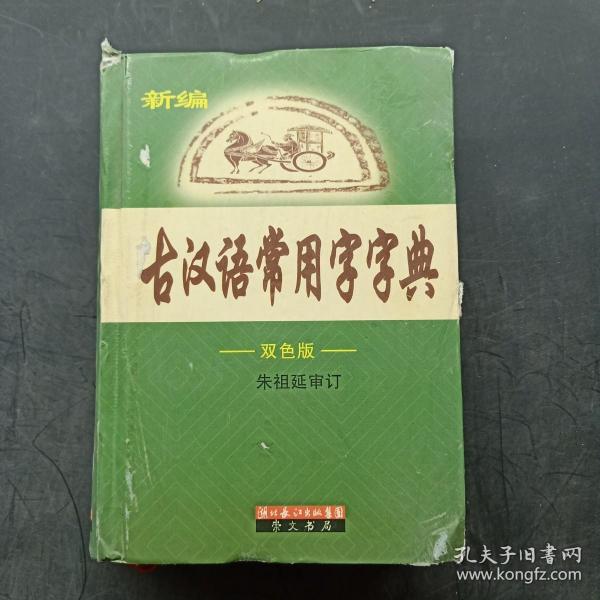 新编
古汉语常用字字典
双色版
朱祖延审订
湖北长江出版集团
崇文书局
孔夫子旧书网
www.kongfz.com